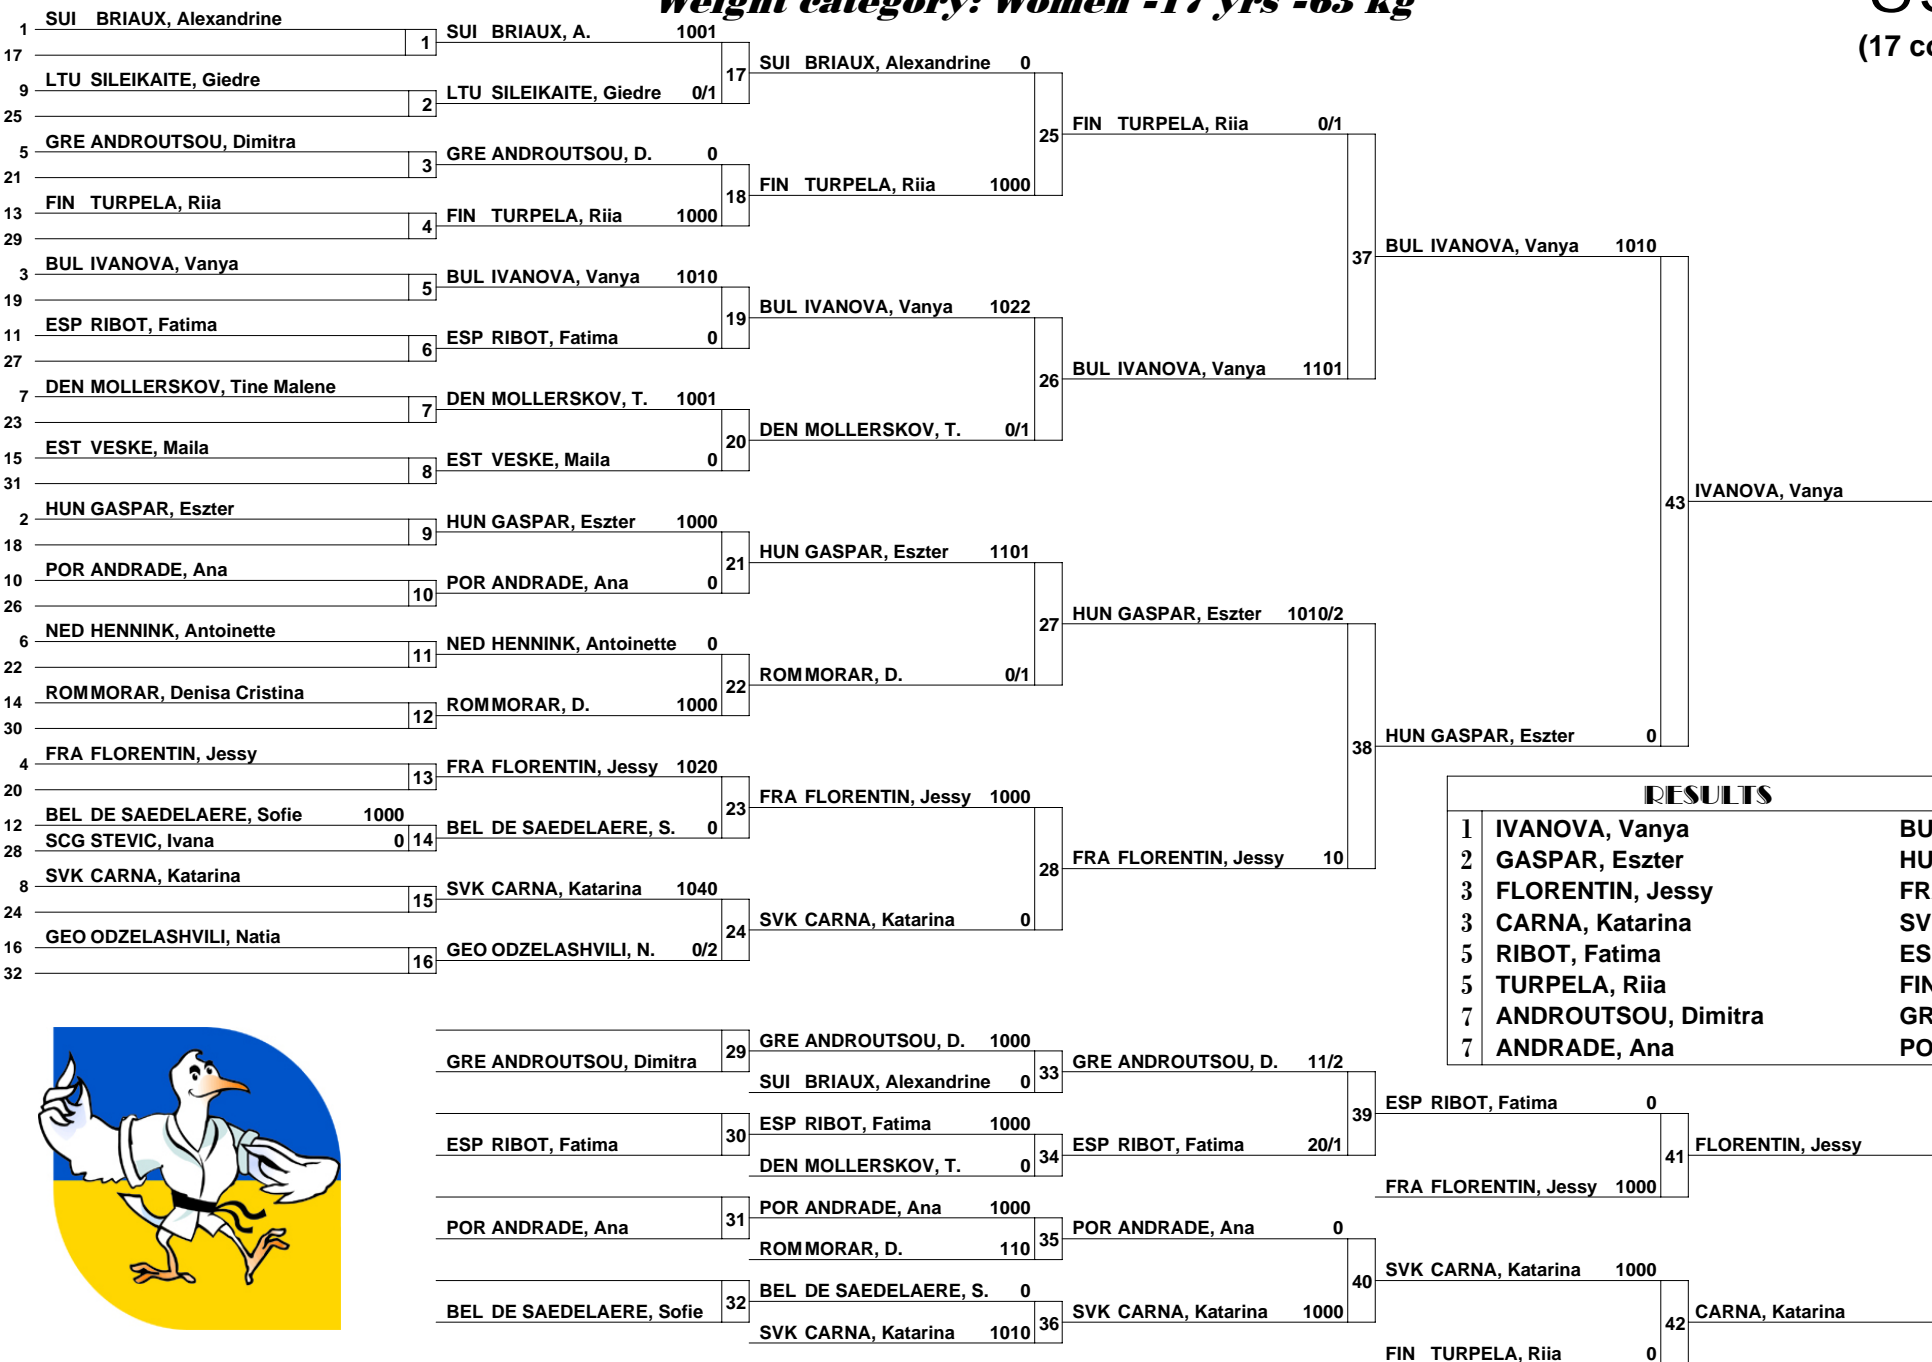 Weight category: Women -17 yrs -63 kg
(17 co
1 SUI BRIAUX, Alexandrine
17
9 LTU SILEIKAITE, Giedre
25
5 GRE ANDROUTSOU, Dimitra
21
13 FIN TURPELA, Riia
29
3 BUL IVANOVA, Vanya
19
11 ESP RIBOT, Fatima
27
7 DEN MOLLERSKOV, Tine Malene
23
15 EST VESKE, Maila
31
2 HUN GASPAR, Eszter
18
10 POR ANDRADE, Ana
26
6 NED HENNINK, Antoinette
22
14 ROM MORAR, Denisa Cristina
30
4 FRA FLORENTIN, Jessy
20
12 BEL DE SAEDELAERE, Sofie 1000
28 SCG STEVIC, Ivana 0
8 SVK CARNA, Katarina
24
16 GEO ODZELASHVILI, Natia
32
1 SUI BRIAUX, A. 1001
2 LTU SILEIKAITE, Giedre 0/1
3 GRE ANDROUTSOU, D. 0
4 FIN TURPELA, Riia 1000
5 BUL IVANOVA, Vanya 1010
6 ESP RIBOT, Fatima 0
7 DEN MOLLERSKOV, T. 1001
8 EST VESKE, Maila 0
9 HUN GASPAR, Eszter 1000
10 POR ANDRADE, Ana 0
11 NED HENNINK, Antoinette 0
12 ROM MORAR, D. 1000
13 FRA FLORENTIN, Jessy 1020
14 BEL DE SAEDELAERE, S. 0
15 SVK CARNA, Katarina 1040
16 GEO ODZELASHVILI, N. 0/2
17 SUI BRIAUX, Alexandrine 0
18 FIN TURPELA, Riia 1000
19 BUL IVANOVA, Vanya 1022
20 DEN MOLLERSKOV, T. 0/1
21 HUN GASPAR, Eszter 1101
22 ROM MORAR, D. 0/1
23 FRA FLORENTIN, Jessy 1000
24 SVK CARNA, Katarina 0
25 FIN TURPELA, Riia 0/1
26 BUL IVANOVA, Vanya 1101
27 HUN GASPAR, Eszter 1010/2
28 FRA FLORENTIN, Jessy 10
37 BUL IVANOVA, Vanya 1010
38 HUN GASPAR, Eszter 0
43 IVANOVA, Vanya
RESULTS
1 IVANOVA, Vanya BU
2 GASPAR, Eszter HU
3 FLORENTIN, Jessy FR
3 CARNA, Katarina SV
5 RIBOT, Fatima ES
5 TURPELA, Riia FIN
7 ANDROUTSOU, Dimitra GR
7 ANDRADE, Ana PO
GRE ANDROUTSOU, Dimitra
ESP RIBOT, Fatima
POR ANDRADE, Ana
BEL DE SAEDELAERE, Sofie
29 GRE ANDROUTSOU, D. 1000
SUI BRIAUX, Alexandrine 0
30 ESP RIBOT, Fatima 1000
DEN MOLLERSKOV, T. 0
31 POR ANDRADE, Ana 1000
ROM MORAR, D. 110
32 BEL DE SAEDELAERE, S. 0
SVK CARNA, Katarina 1010
33 GRE ANDROUTSOU, D. 11/2
34 ESP RIBOT, Fatima 20/1
35 POR ANDRADE, Ana 0
36 SVK CARNA, Katarina 1000
39 ESP RIBOT, Fatima 0
FRA FLORENTIN, Jessy 1000
40 SVK CARNA, Katarina 1000
FIN TURPELA, Riia 0
41 FLORENTIN, Jessy
42 CARNA, Katarina